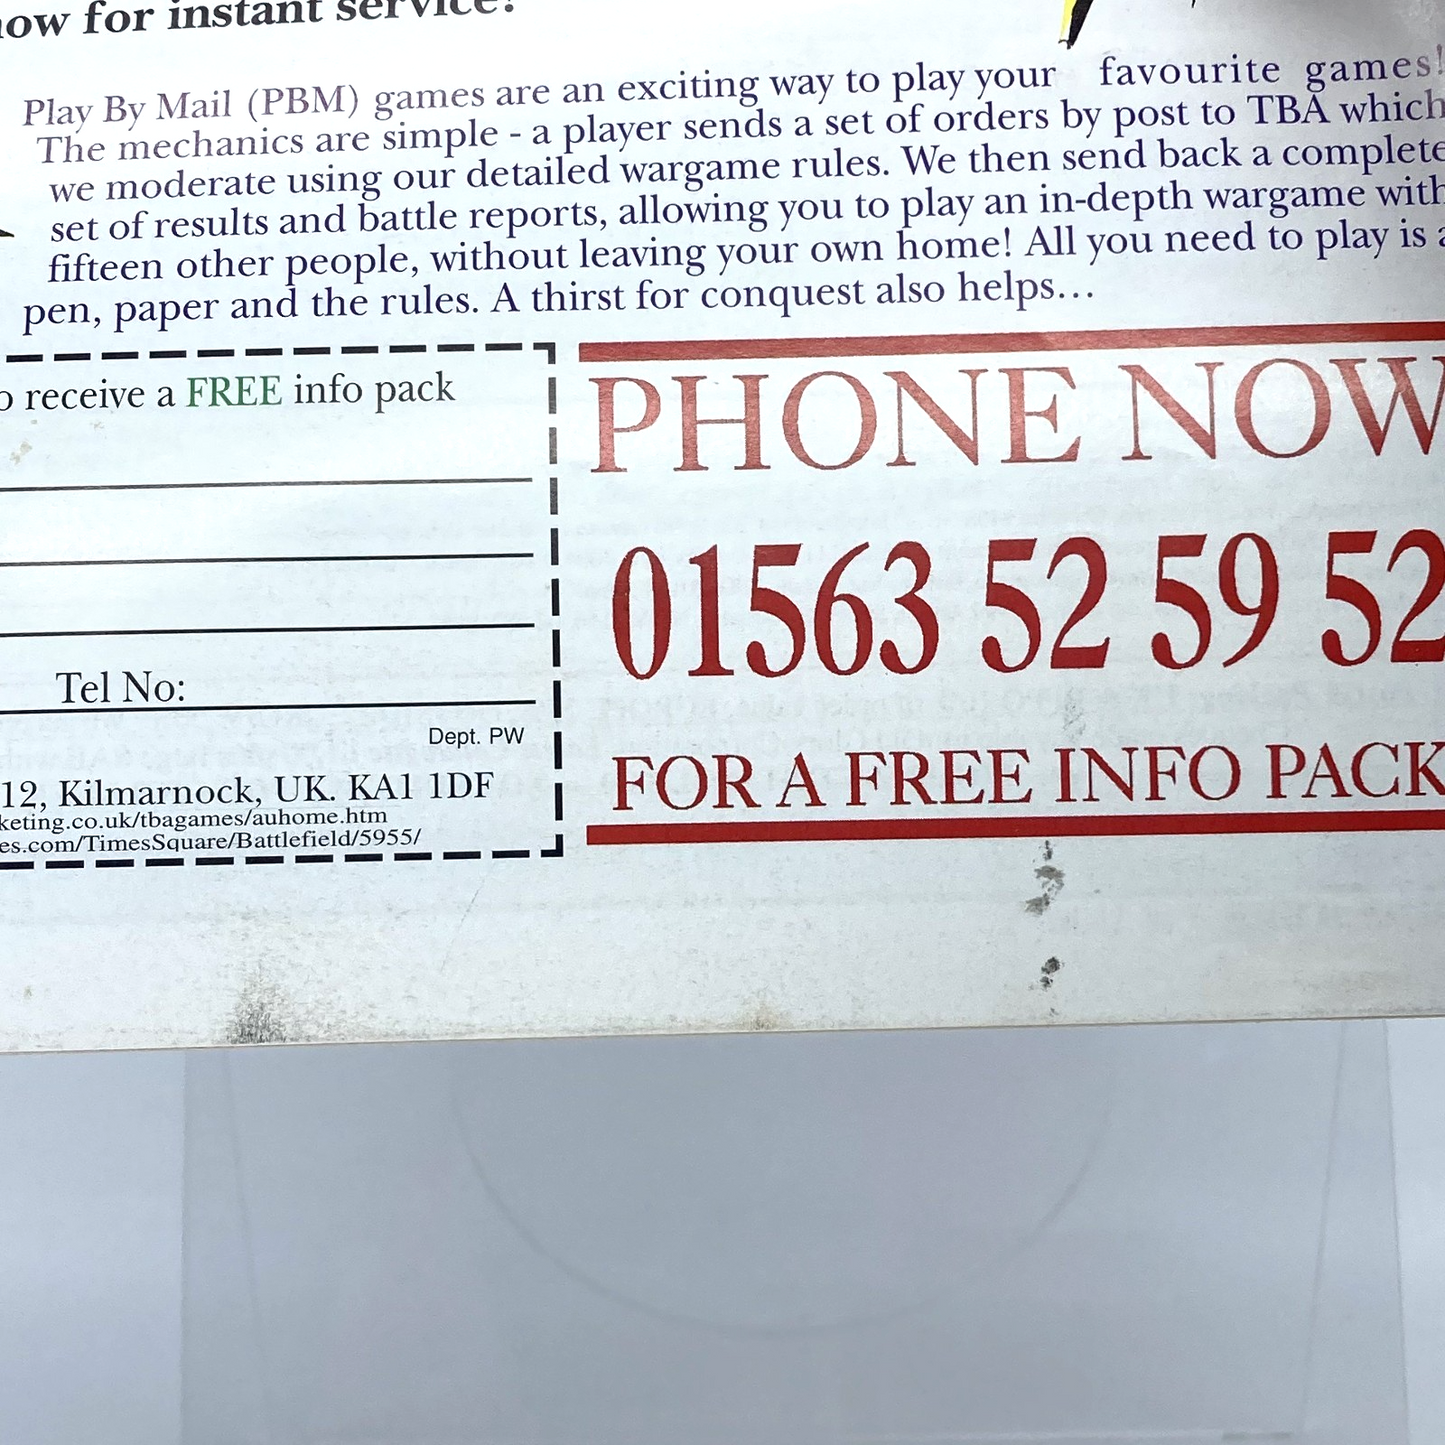 now for instant service!
Play By Mail (PBM) games are an exciting way to play your favourite games!
The mechanics are simple - a player sends a set of orders by post to TBA which
we moderate using our detailed wargame rules. We then send back a complete
set of results and battle reports, allowing you to play an in-depth wargame with
fifteen other people, without leaving your own home! All you need to play is a
pen, paper and the rules. A thirst for conquest also helps...
o receive a FREE info pack
Tel No:
Dept. PW
12, Kilmarnock, UK. KA1 1DF
keting.co.uk/tbagames/auhome.htm
es.com/TimesSquare/Battlefield/5955/
PHONE NOW
01563 52 59 52
FOR A FREE INFO PACK